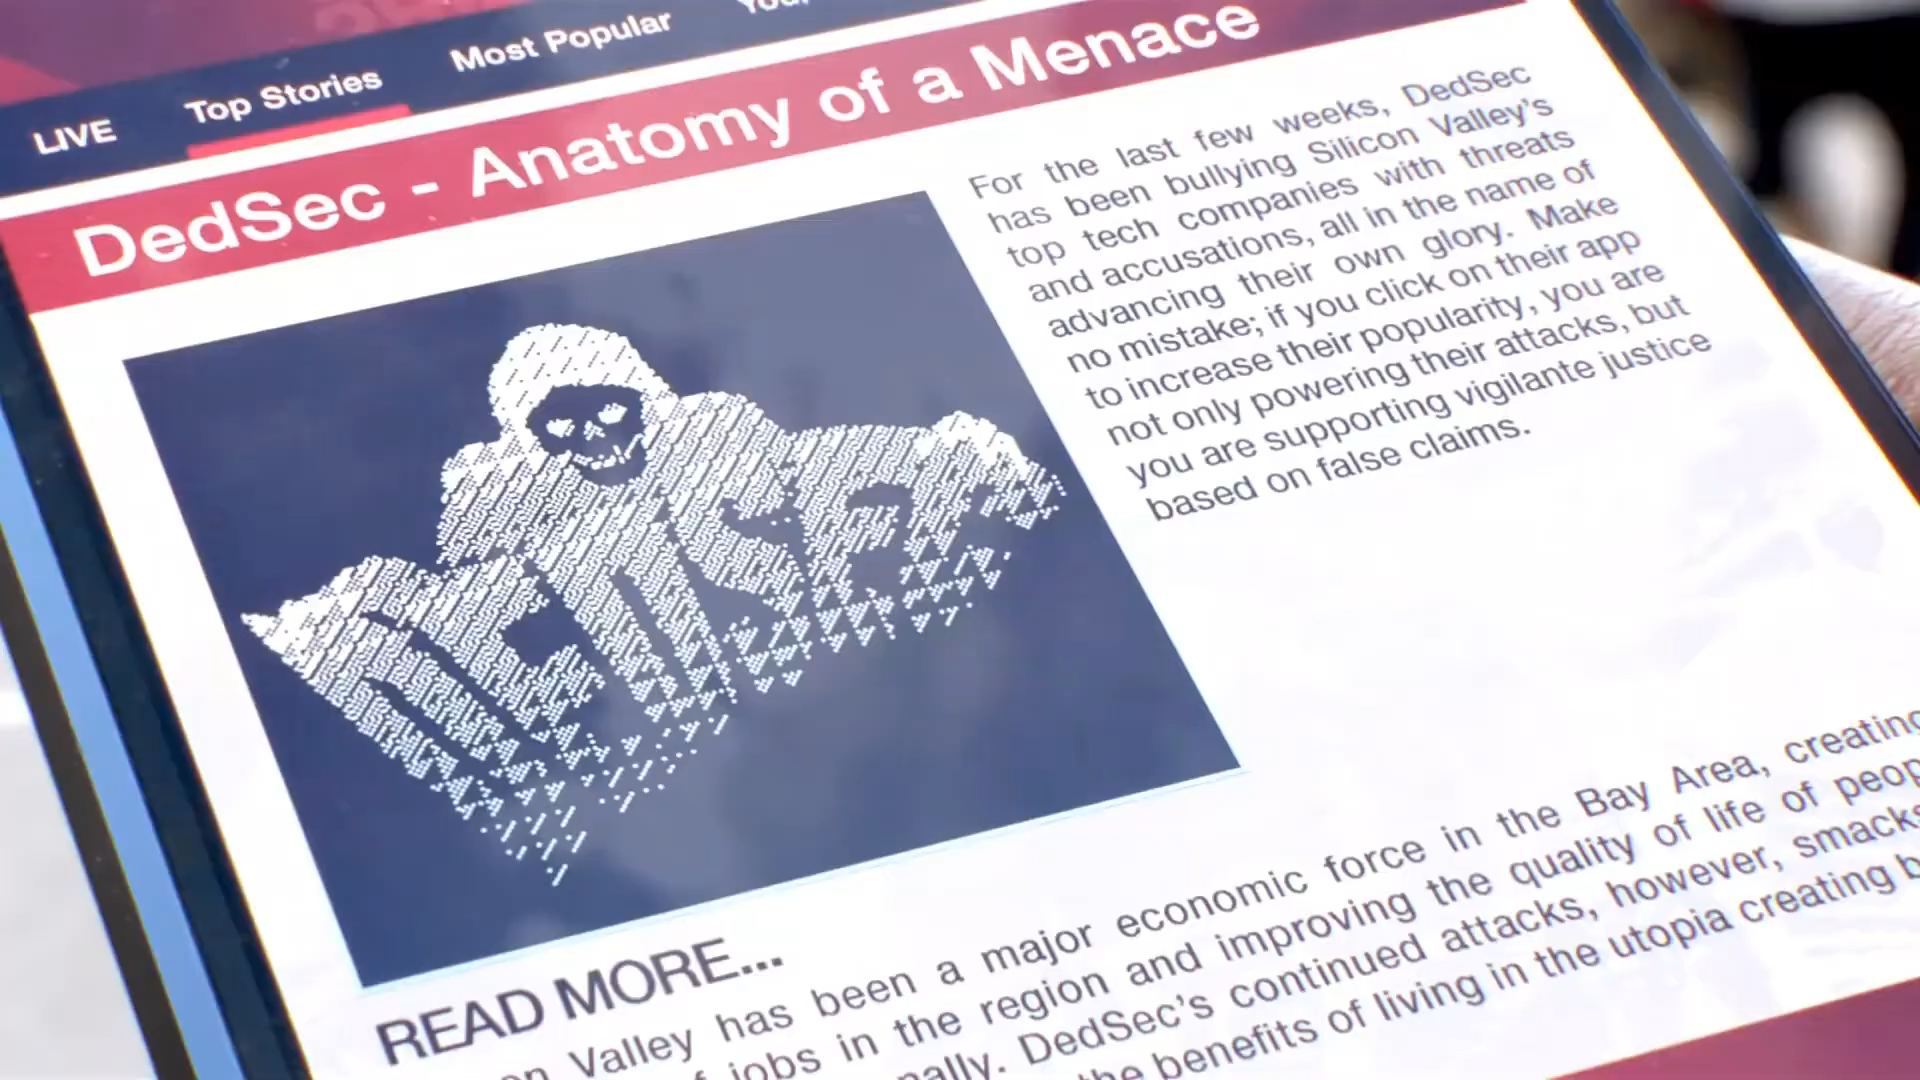 LIVE
Top Stories
Most Popular
DedSec - Anatomy of a Menace
For the last few weeks, DedSec
has been bullying Silicon Valley's
top tech companies with threats
and accusations, all in the name of
advancing their own glory. Make
no mistake; if you click on their app
to increase their popularity, you are
not only powering their attacks, but
you are supporting vigilante justice
based on false claims.
DEDSEC
READ MORE...
Valley has been a major economic force in the Bay Area, creating
jobs in the region and improving the quality of life of
DedSec's continued attacks, however, smacks
the benefits of living in the utopia creating